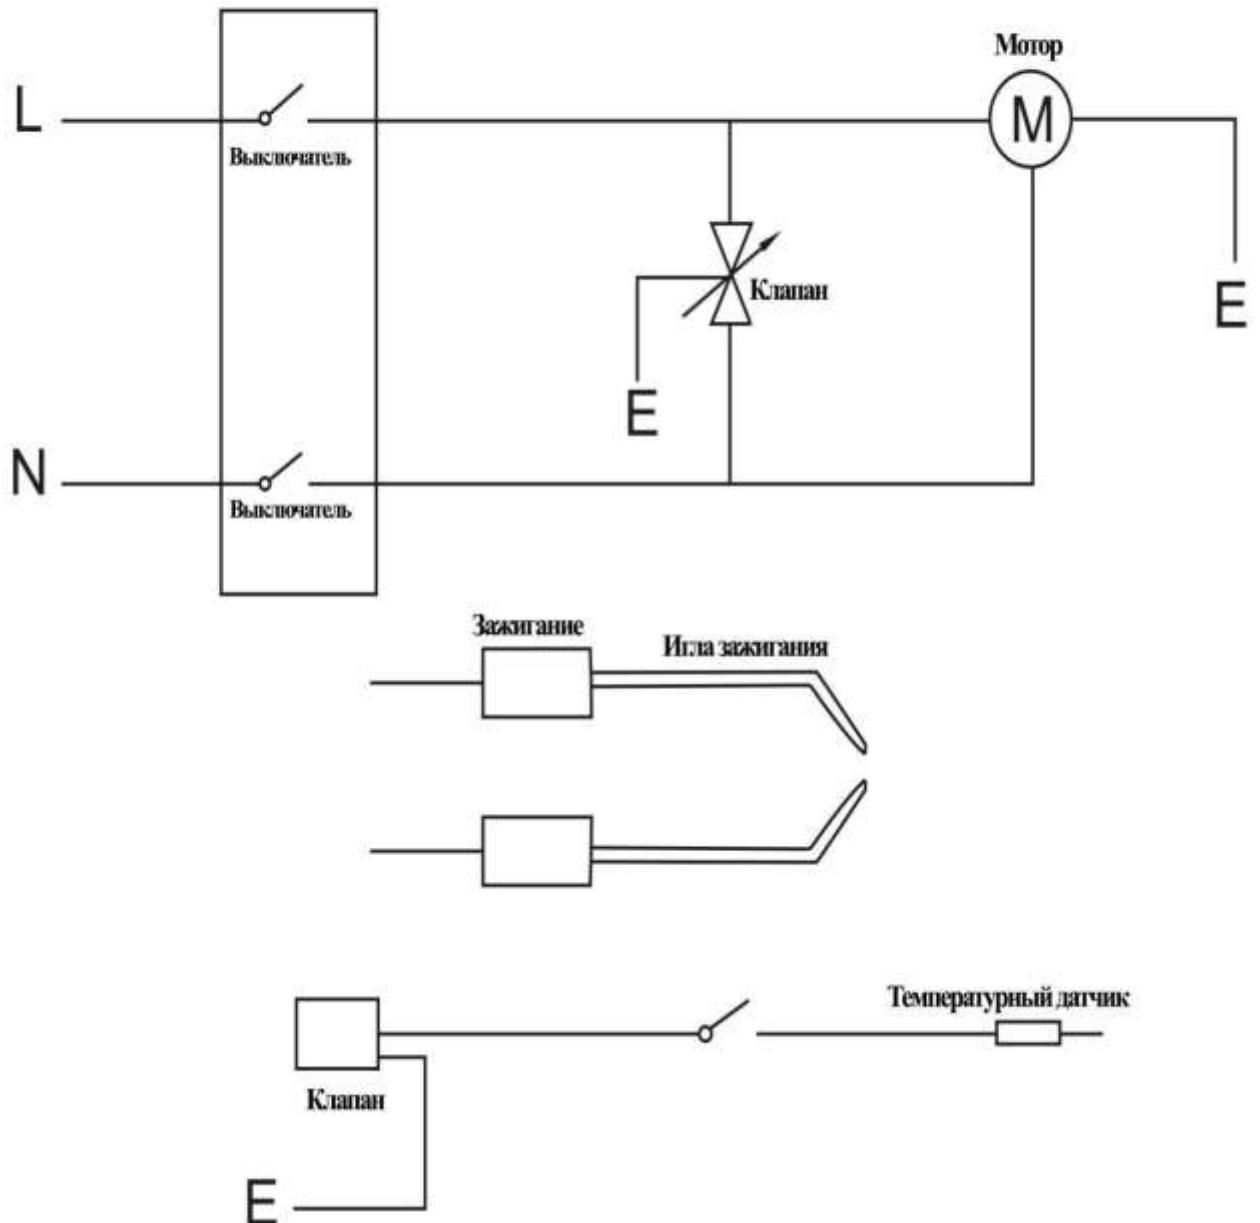 Мотор
L
M
Выключатель
Клапан
E
E
N
Выключатель
Зажигание
Игла зажигания
Температурный датчик
Клапан
E